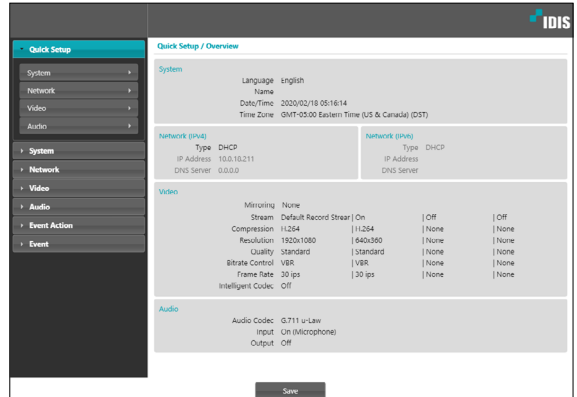 IDIS
Quick Setup
System
Network
Video
Audio
System
Network
Video
Audio
Event Action
Event
Quick Setup / Overview
System
Language English
Name
Date/Time 2020/02/18 05:16:14
Time Zone GMT-05:00 Eastern Time (US & Canada) (DST)
Network (IPv4)
Type DHCP
IP Address 10.0.10.211
DNS Server 0.0.0.0
Network (IPv6)
Type DHCP
IP Address
DNS Server
Video
Mirroring None
Stream Default Record Strear | On | Off | Off
Compression H.264 | H.264 | None | None
Resolution 1920x1080 | 640x360 | None | None
Quality Standard | Standard | None | None
Bitrate Control VBR | VBR | None | None
Frame Rate 30 ips | 30 ips | None | None
Intelligent Codec Off
Audio
Audio Codec G.711 u-Law
Input On (Microphone)
Output Off
Save